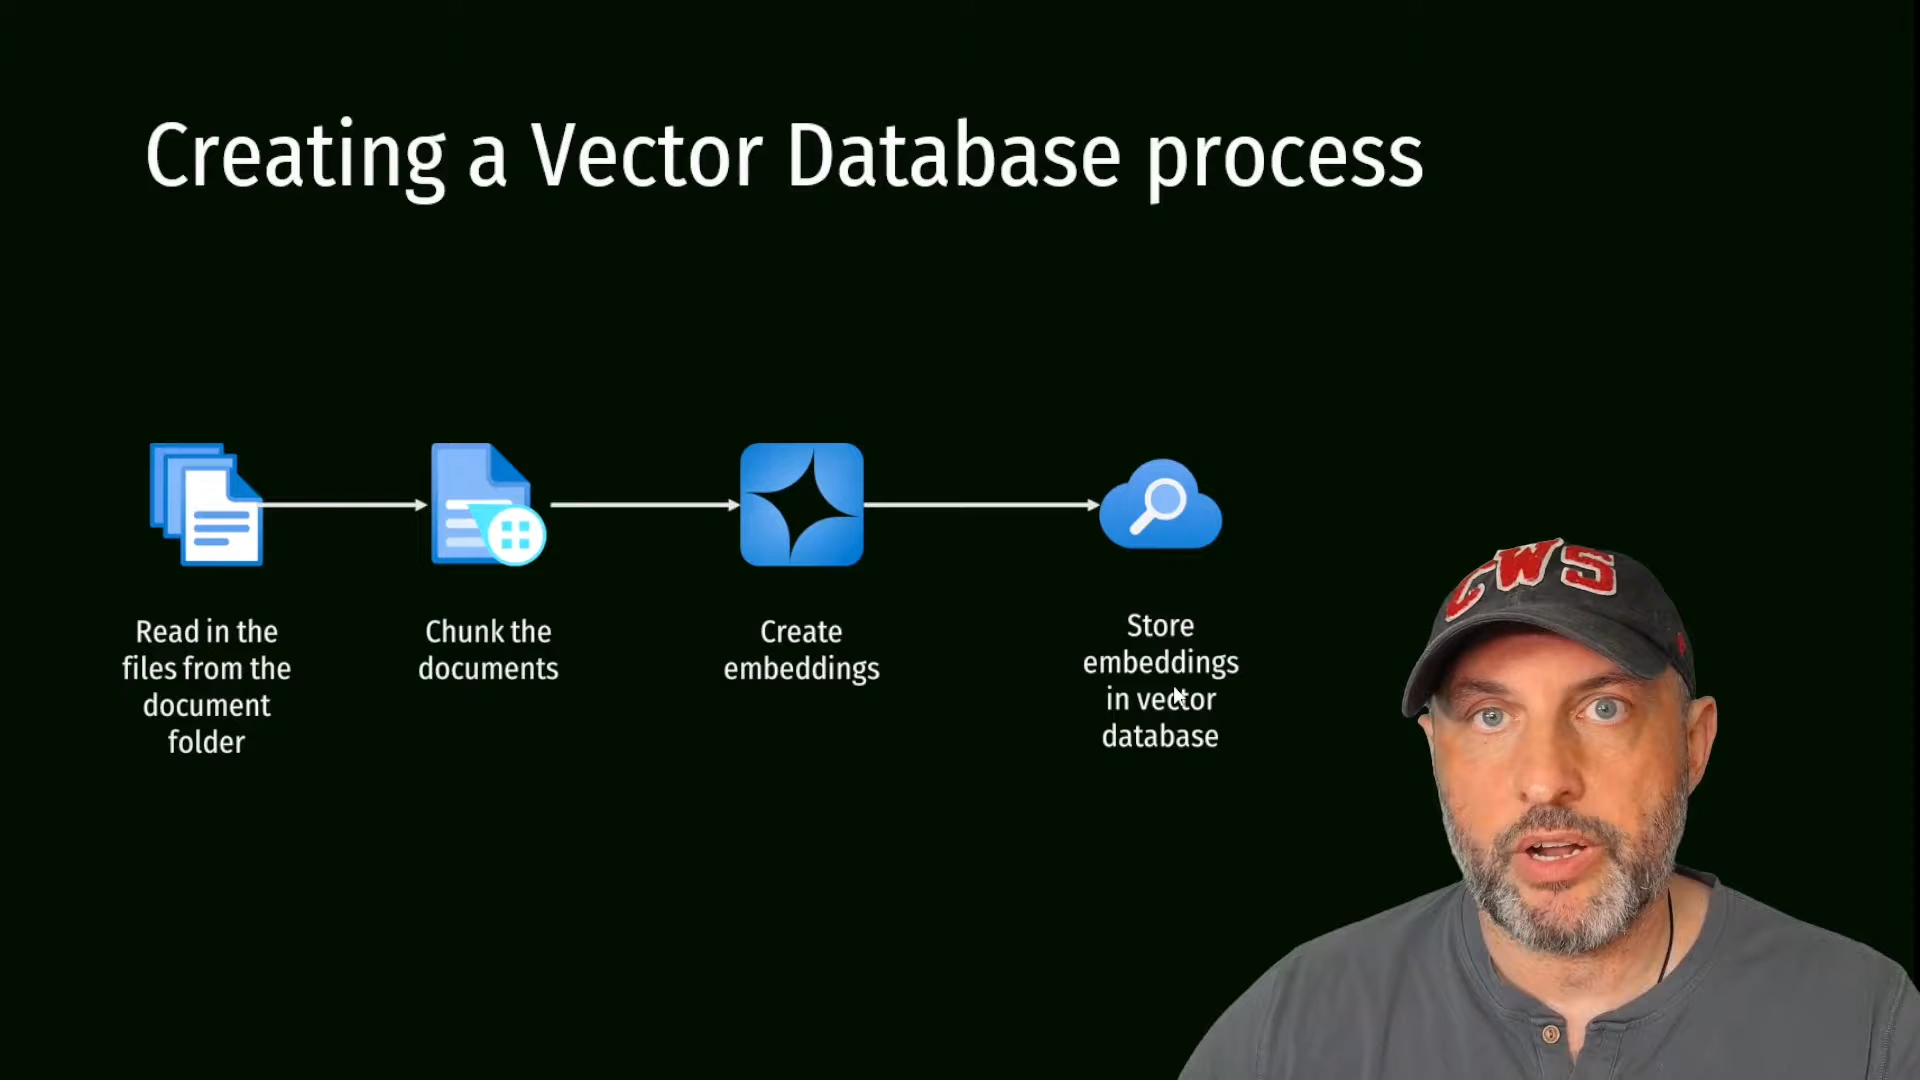 Creating a Vector Database process
Read in the
files from the
document
folder
Chunk the
documents
Create
embeddings
Store
embeddings
in vector
database
CWS